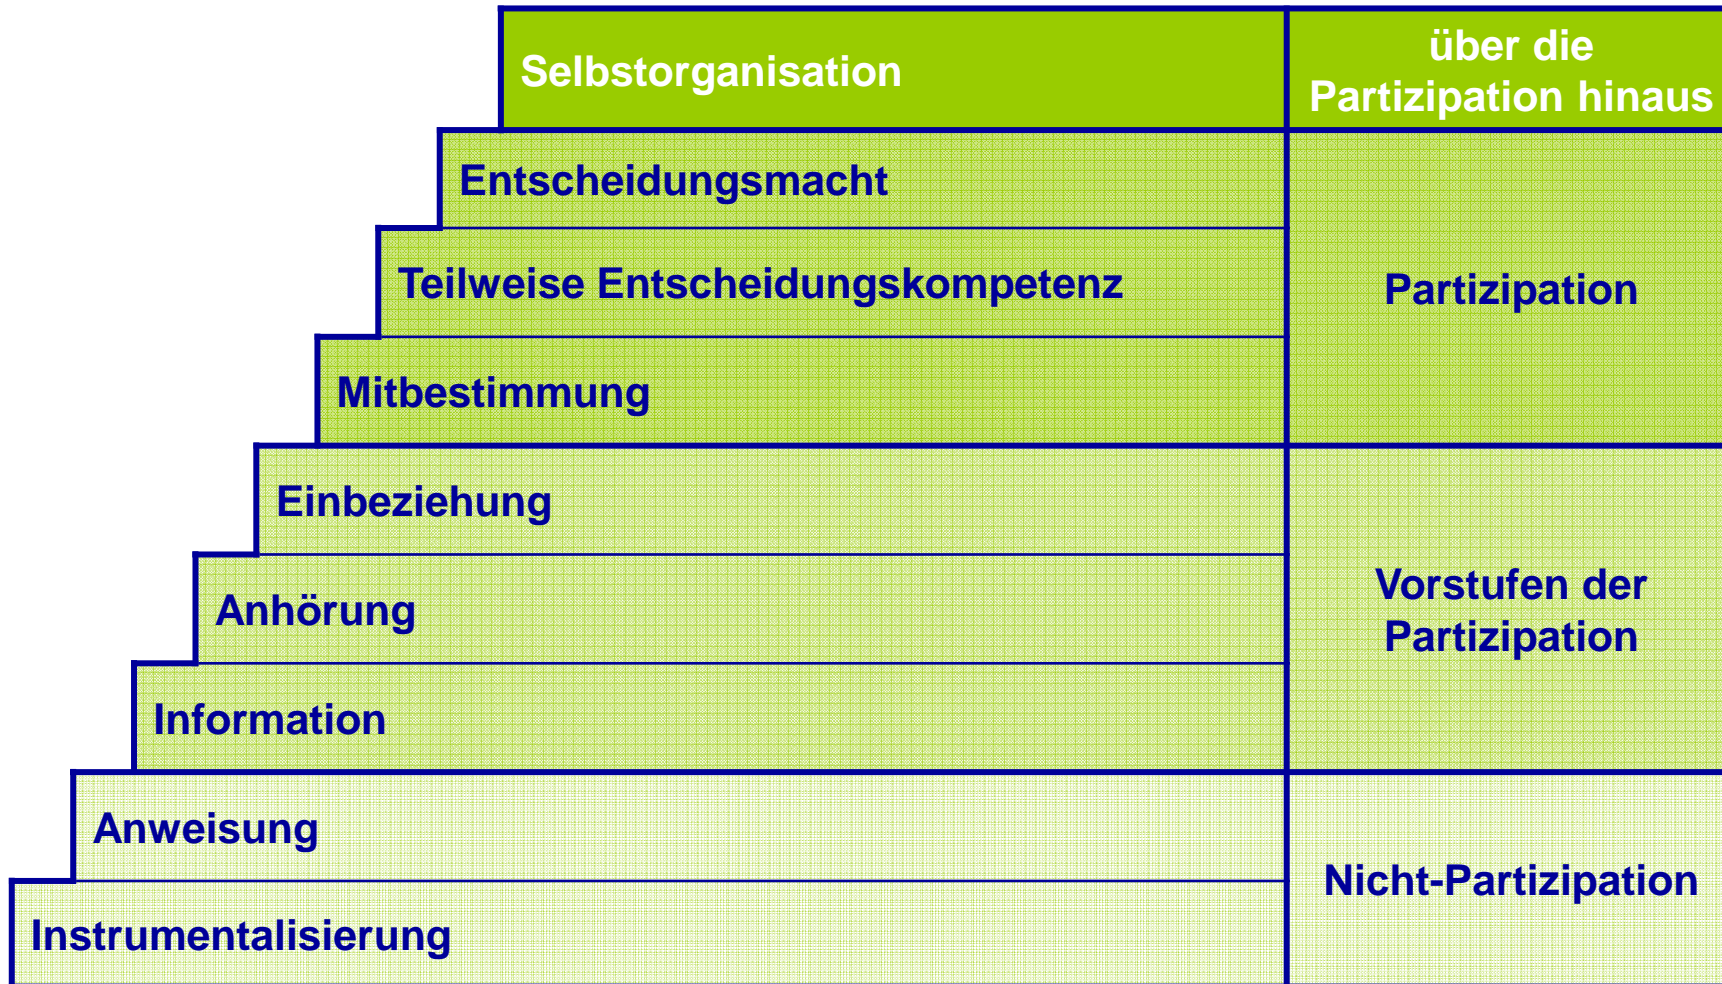 Selbstorganisation
über die
Partizipation hinaus
Entscheidungsmacht
Teilweise Entscheidungskompetenz
Partizipation
Mitbestimmung
Einbeziehung
Anhörung
Vorstufen der
Partizipation
Information
Anweisung
Nicht-Partizipation
Instrumentalisierung